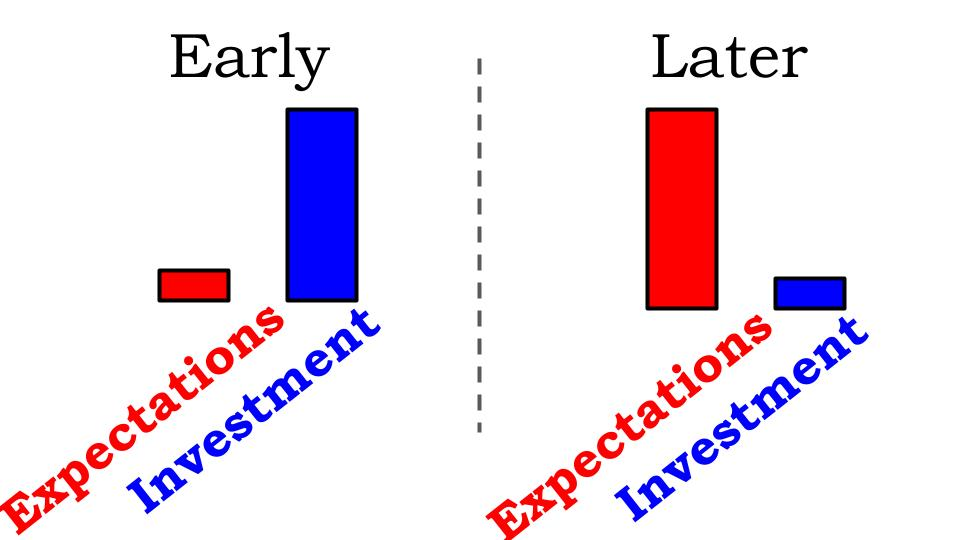 Early
Expectations
Investment
Later
Expectations
Investment